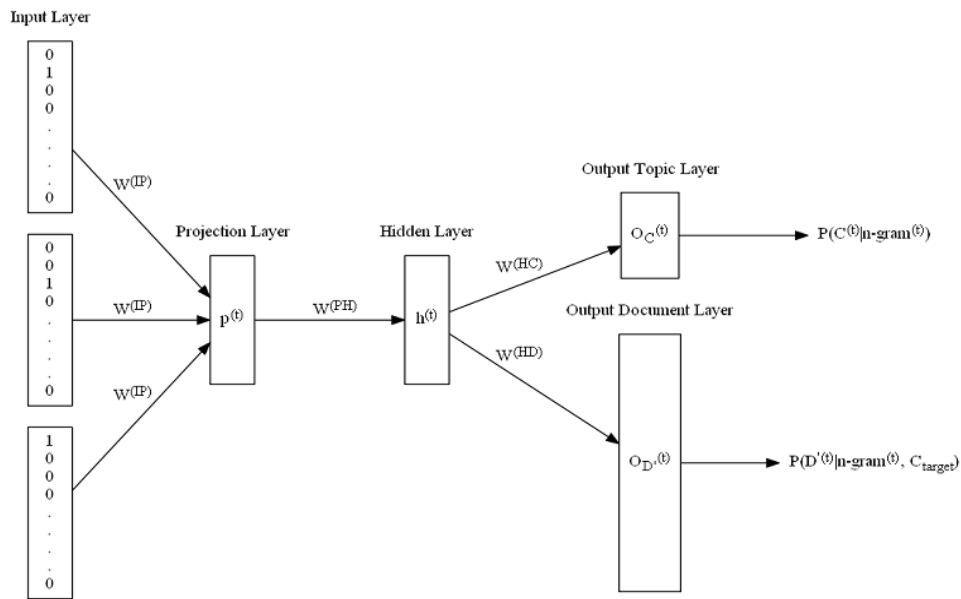 Input Layer
0
1
0
0
.
.
.
.
0
W(IP)
0
0
1
0
.
.
.
.
0
W(IP)
1
0
0
0
.
.
.
.
0
W(IP)
Projection Layer
p(t)
W(PH)
Hidden Layer
h(t)
W(HC)
W(HD)
Output Topic Layer
OC(t)
P(C(t)|n-gram(t))
Output Document Layer
OD'(t)
P(D'(t)|n-gram(t), Ctarget)